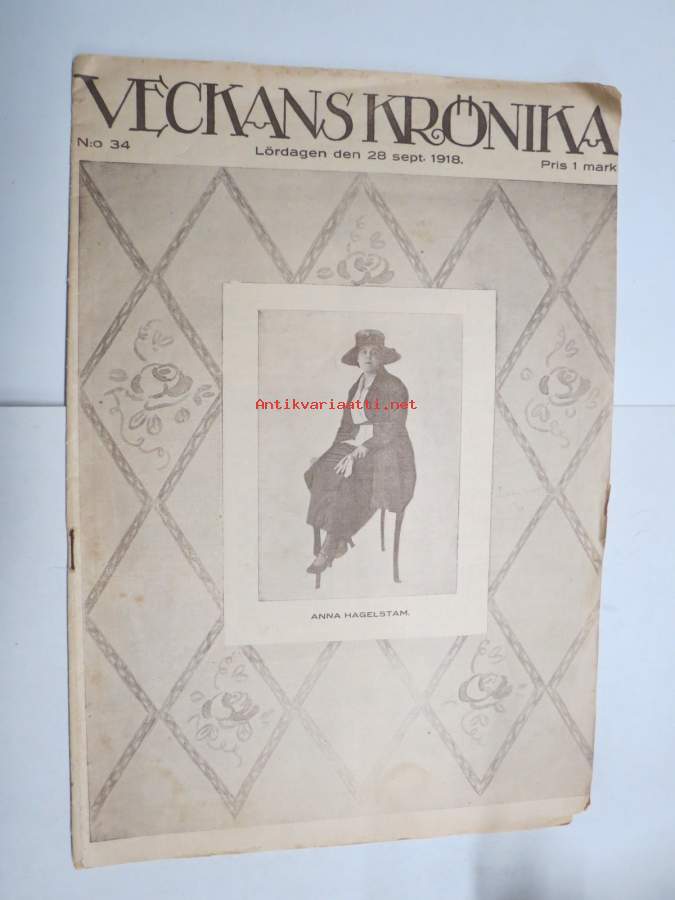 VECKANS KRÖNIKA
N:o 34
Lördagen den 28 sept. 1918.
Pris 1 mark
Antikvariaatti.net
ANNA HAGELSTAM.